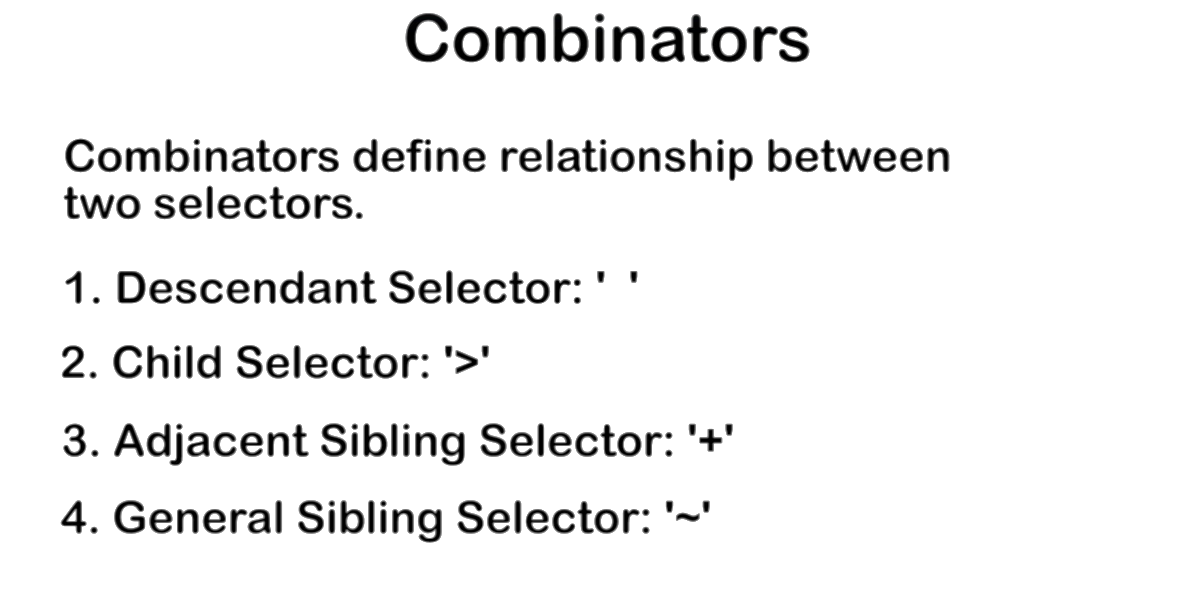 Combinators
Combinators define relationship between
two selectors.
1. Descendant Selector: ' '
2. Child Selector: '>'
3. Adjacent Sibling Selector: '+'
4. General Sibling Selector: '~'